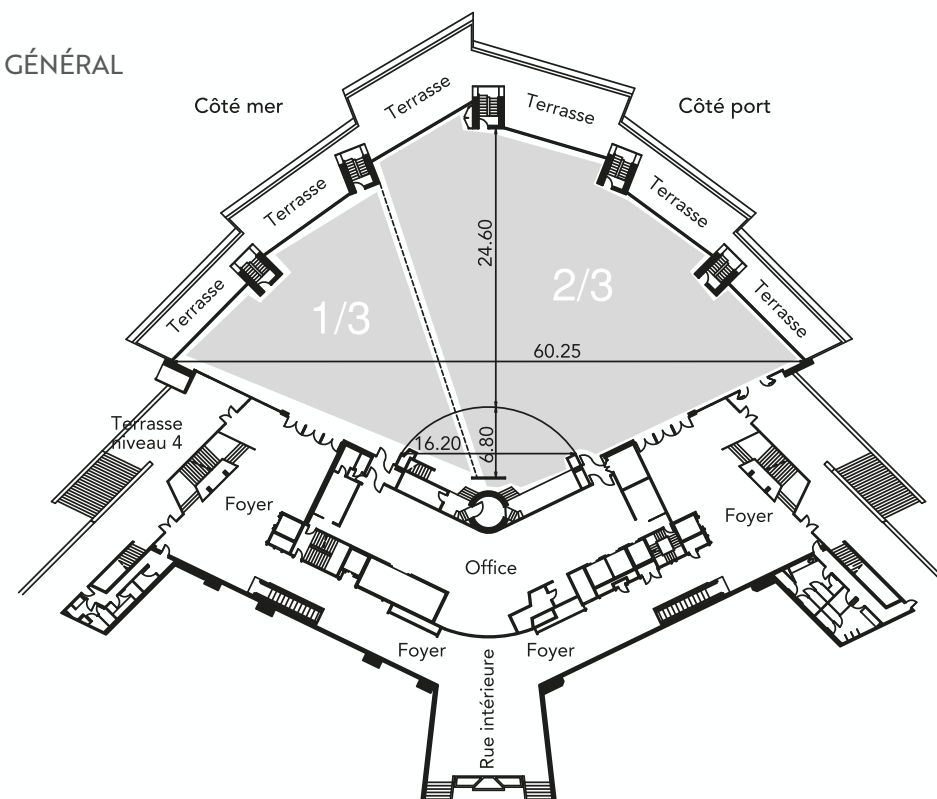 GÉNÉRAL
Côté mer
Côté port
Terrasse
Terrasse
Terrasse
Terrasse
Terrasse
Terrasse
24.60
1/3
2/3
60.25
Terrasse
niveau 4
16.20
6.80
Foyer
Foyer
Office
Foyer
Foyer
Rue intérieure